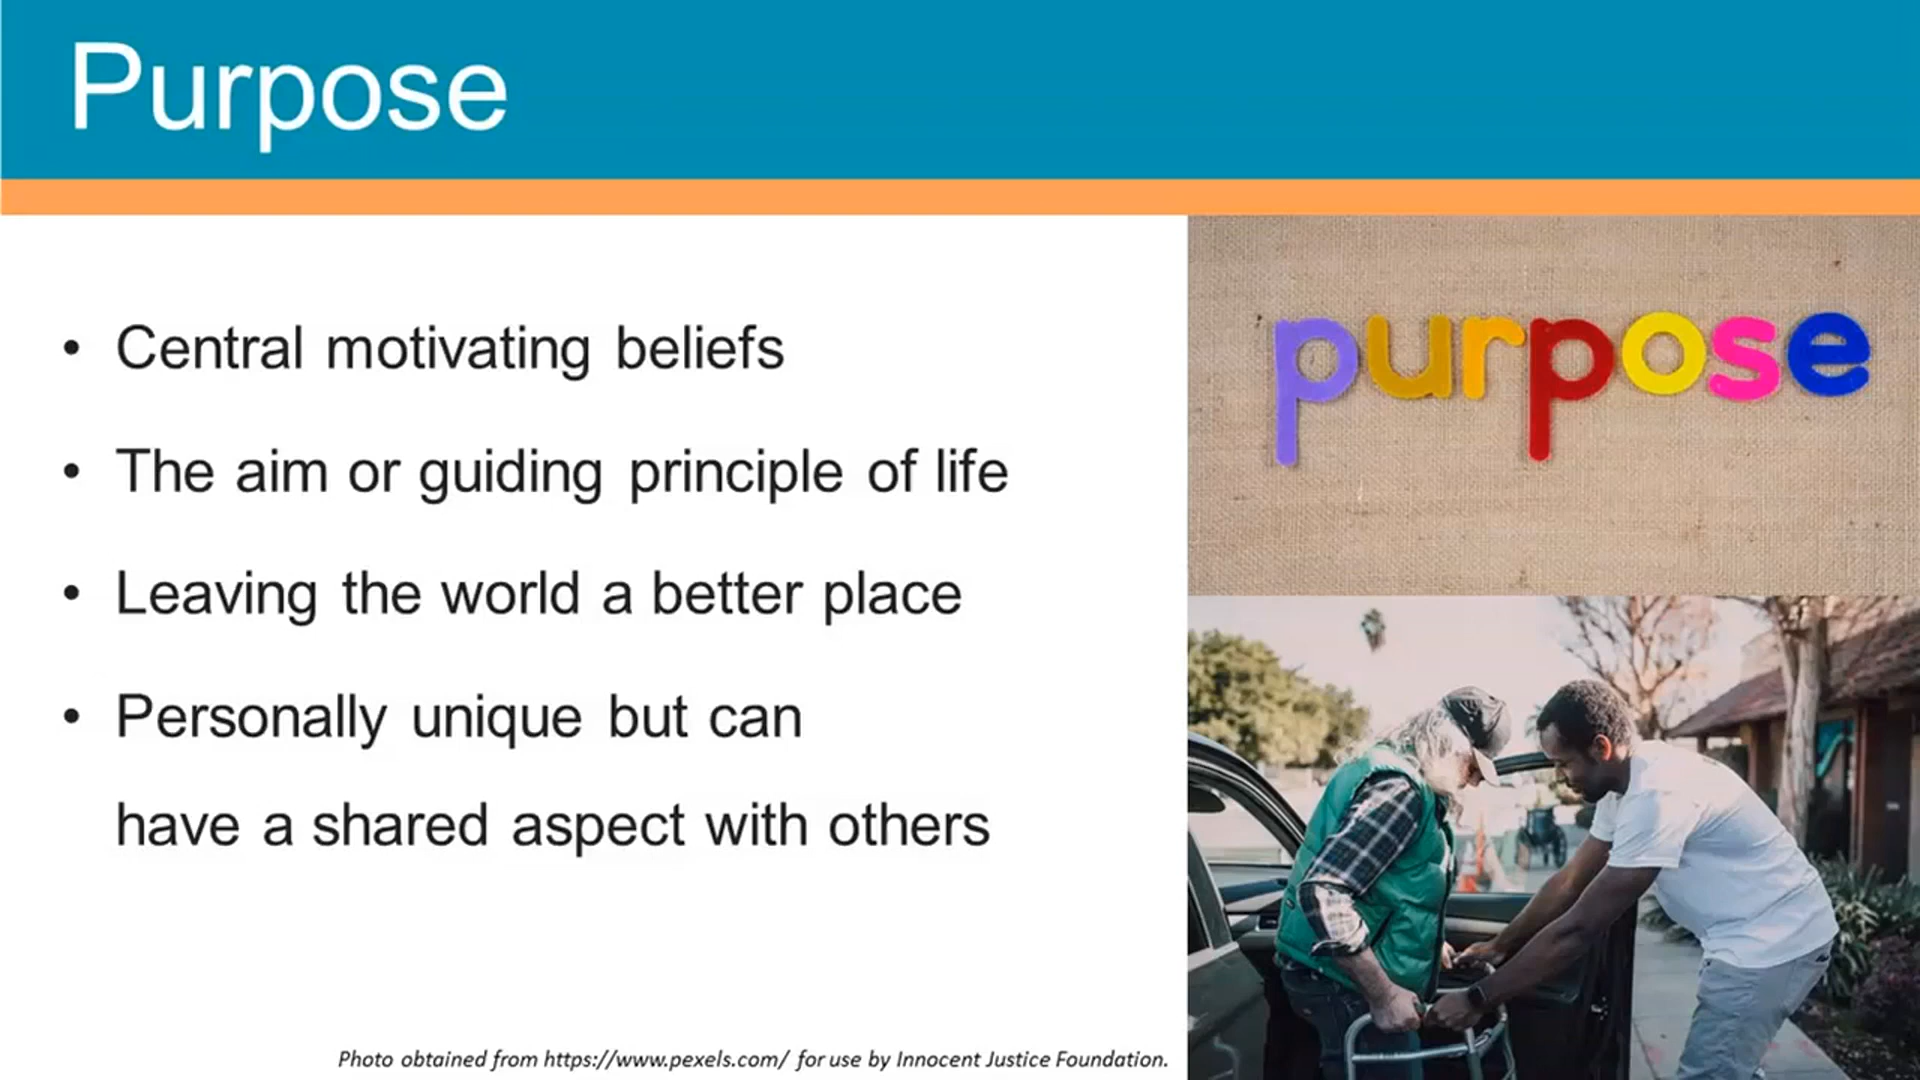 Purpose
• Central motivating beliefs
• The aim or guiding principle of life
• Leaving the world a better place
• Personally unique but can
have a shared aspect with others
purpose
Photo obtained from https://www.pexels.com/ for use by Innocent Justice Foundation.